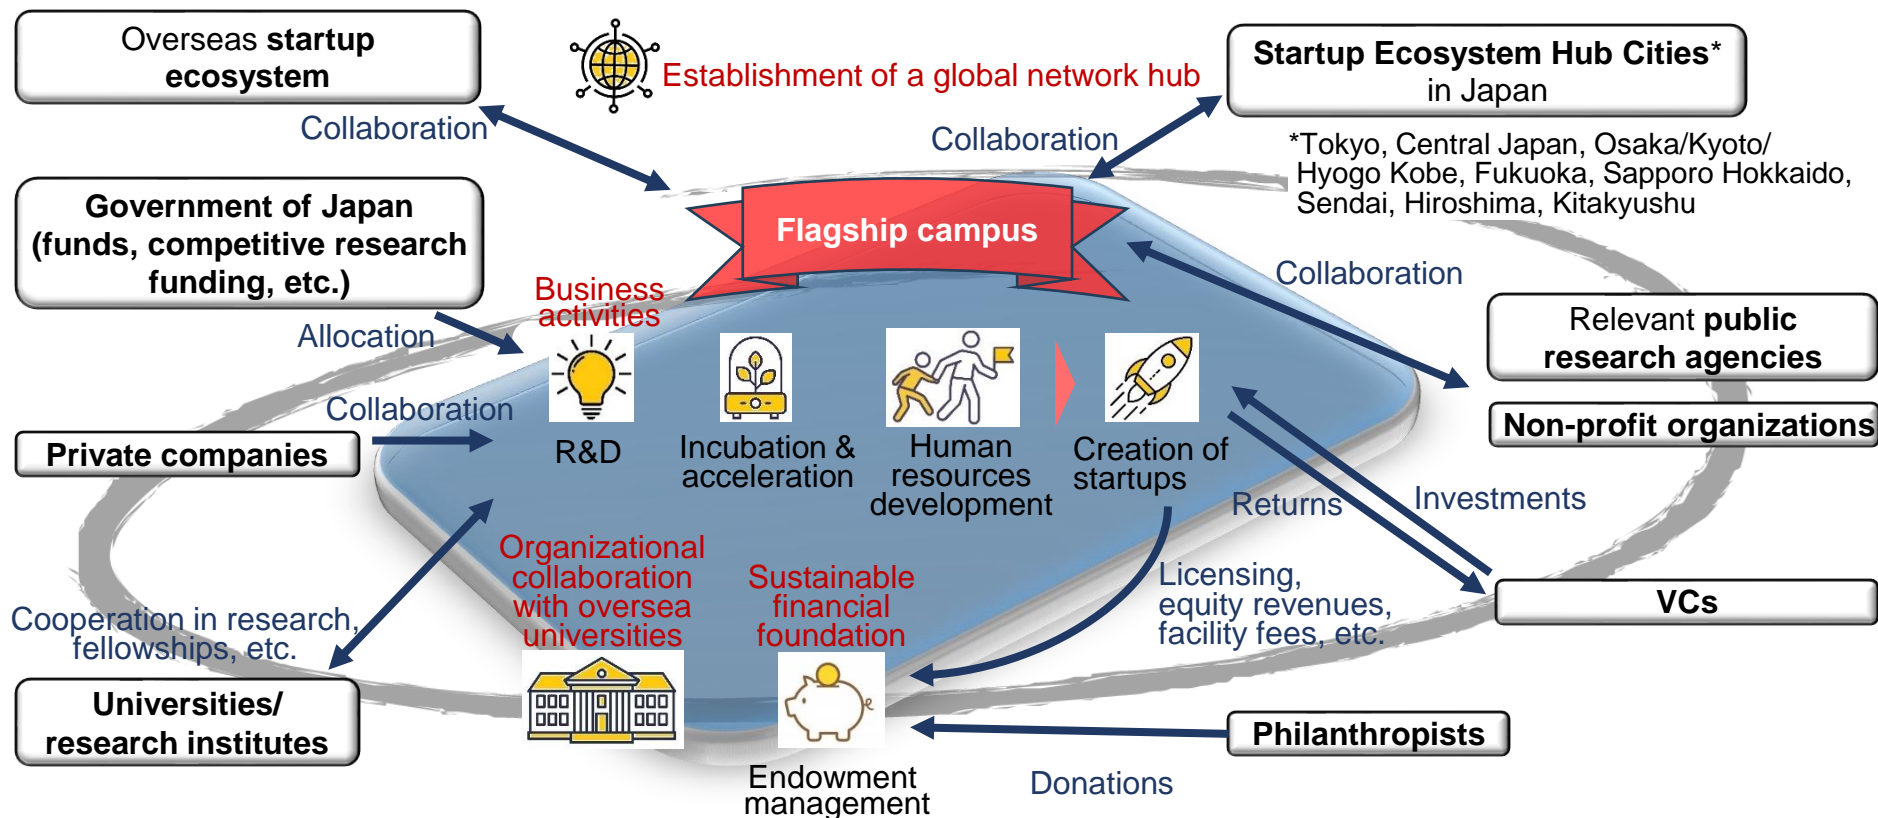 Overseas startup
ecosystem
Establishment of a global network hub
Startup Ecosystem Hub Cities*
in Japan
Collaboration
Collaboration
*Tokyo, Central Japan, Osaka/Kyoto/
Hyogo Kobe, Fukuoka, Sapporo Hokkaido,
Sendai, Hiroshima, Kitakyushu
Government of Japan
(funds, competitive research
funding, etc.)
Flagship campus
Collaboration
Allocation
Business
activities
Relevant public
research agencies
Collaboration
Private companies
R&D
Incubation &
acceleration
Human
resources
development
Creation of
startups
Non-profit organizations
Returns
Investments
Organizational
collaboration
with oversea
universities
Sustainable
financial
foundation
Licensing,
equity revenues,
facility fees, etc.
VCs
Cooperation in research,
fellowships, etc.
Universities/
research institutes
Philanthropists
Endowment
management
Donations